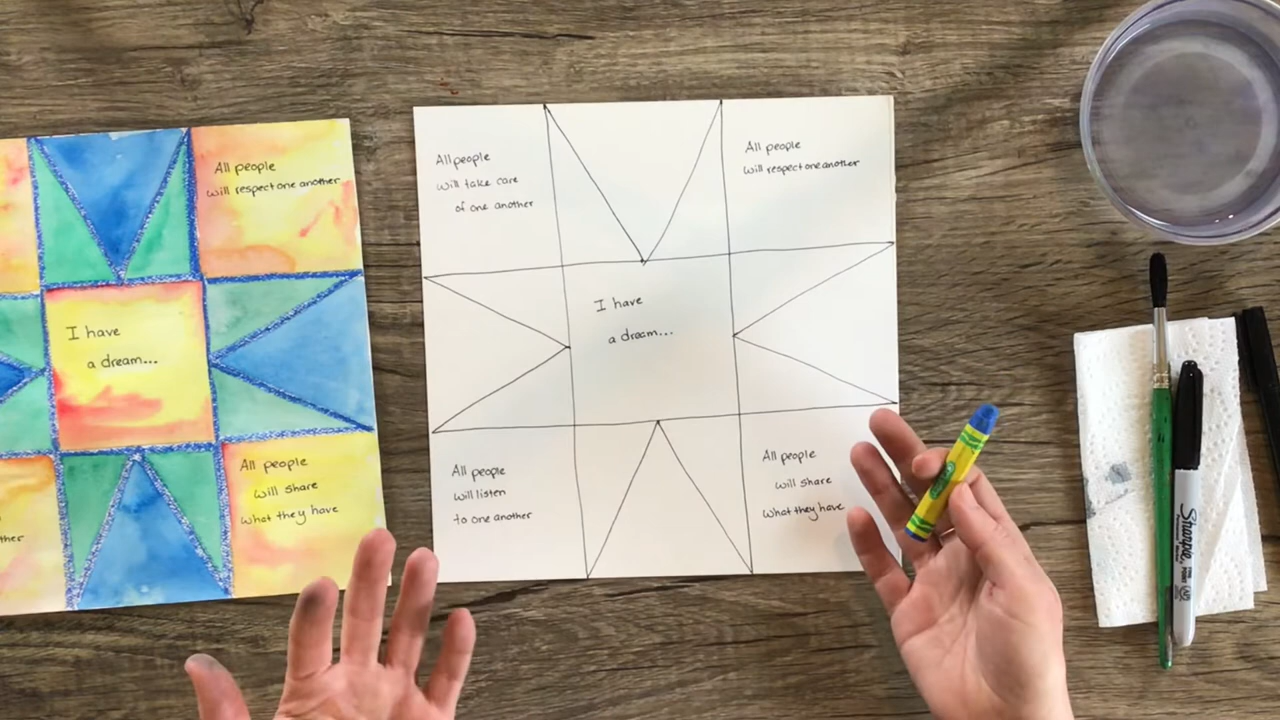 All people
will respect one another
I have
a dream...
All people
will share
what they have
ther
All people
will take care
of one another
All people
will respect one another
I have
a dream...
All people
will listen
to one another
All people
will share
what they have
Sharpie